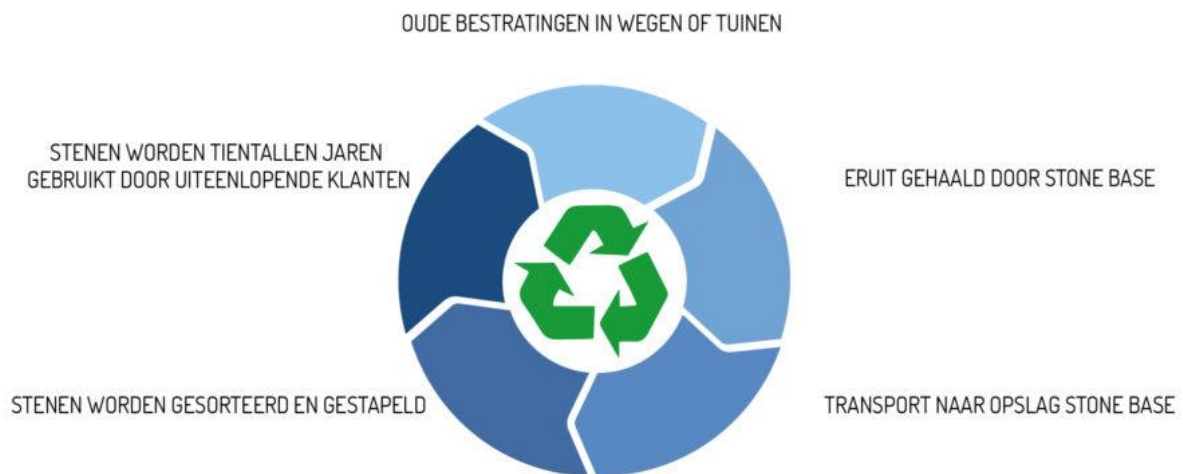 OUDE BESTRATINGEN IN WEGEN OF TUINEN
STENEN WORDEN TIENTALLEN JAREN
GEBRUIKT DOOR UITEENLOPENDE KLANTEN
ERUIT GEHAALD DOOR STONE BASE
STENEN WORDEN GESORTEERD EN GESTAPELD
TRANSPORT NAAR OPSLAG STONE BASE